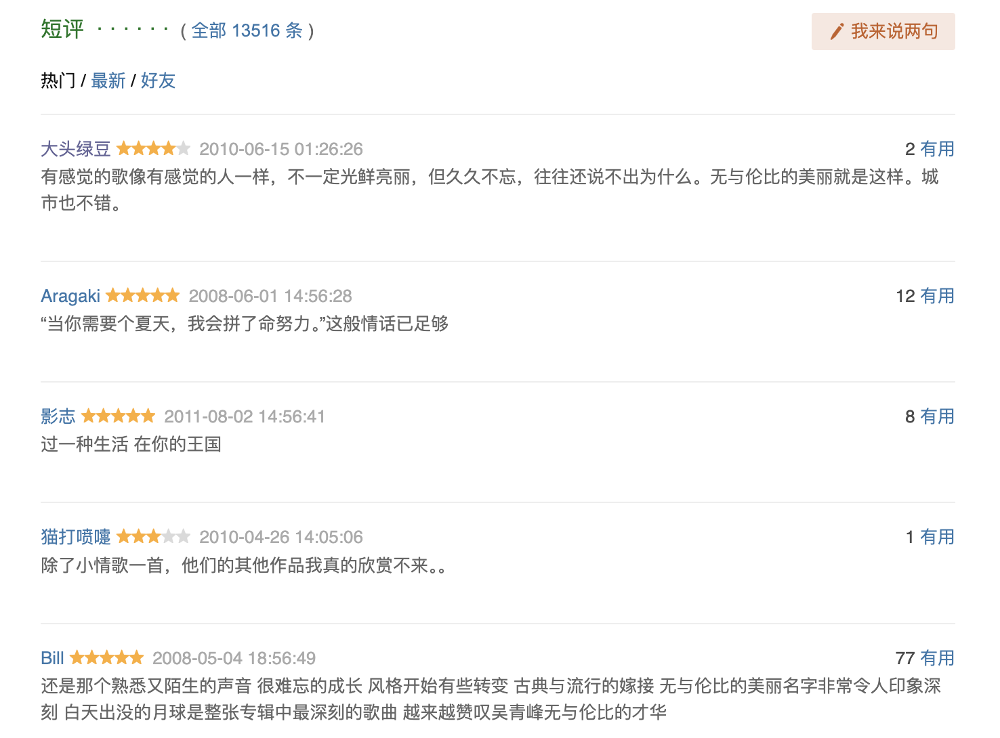 短评 · · · · · · ( 全部 13516 条 )
我来说两句
热门 / 最新 / 好友
大头绿豆 2010-06-15 01:26:26 2 有用
有感觉的歌像有感觉的人一样，不一定光鲜亮丽，但久久不忘，往往还说不出为什么。无与伦比的美丽就是这样。城
市也不错。
Aragaki 2008-06-01 14:56:28 12 有用
“当你需要个夏天，我会拼了命努力。”这般情话已足够
影志 2011-08-02 14:56:41 8 有用
过一种生活 在你的王国
猫打喷嚏 2010-04-26 14:05:06 1 有用
除了小情歌一首，他们的其他作品我真的欣赏不来。。
Bill 2008-05-04 18:56:49 77 有用
还是那个熟悉又陌生的声音 很难忘的成长 风格开始有些转变 古典与流行的嫁接 无与伦比的美丽名字非常令人印象深
刻 白天出没的月球是整张专辑中最深刻的歌曲 越来越赞叹吴青峰无与伦比的才华